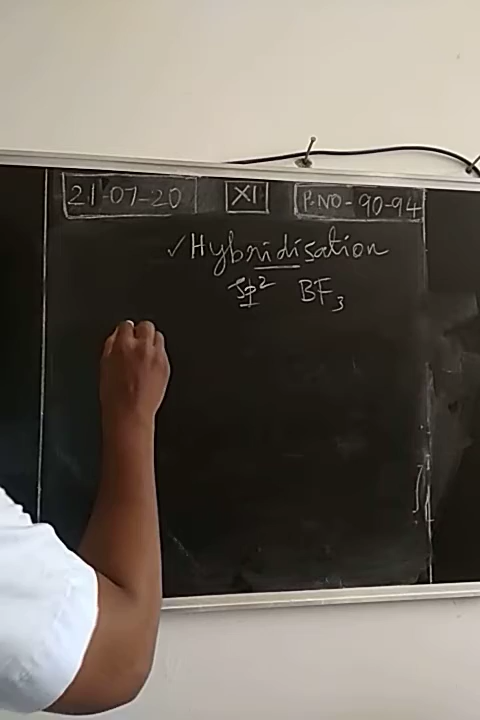 21-07-20 XI P.NO-90-94
✓Hybridisation
sp² BF₃